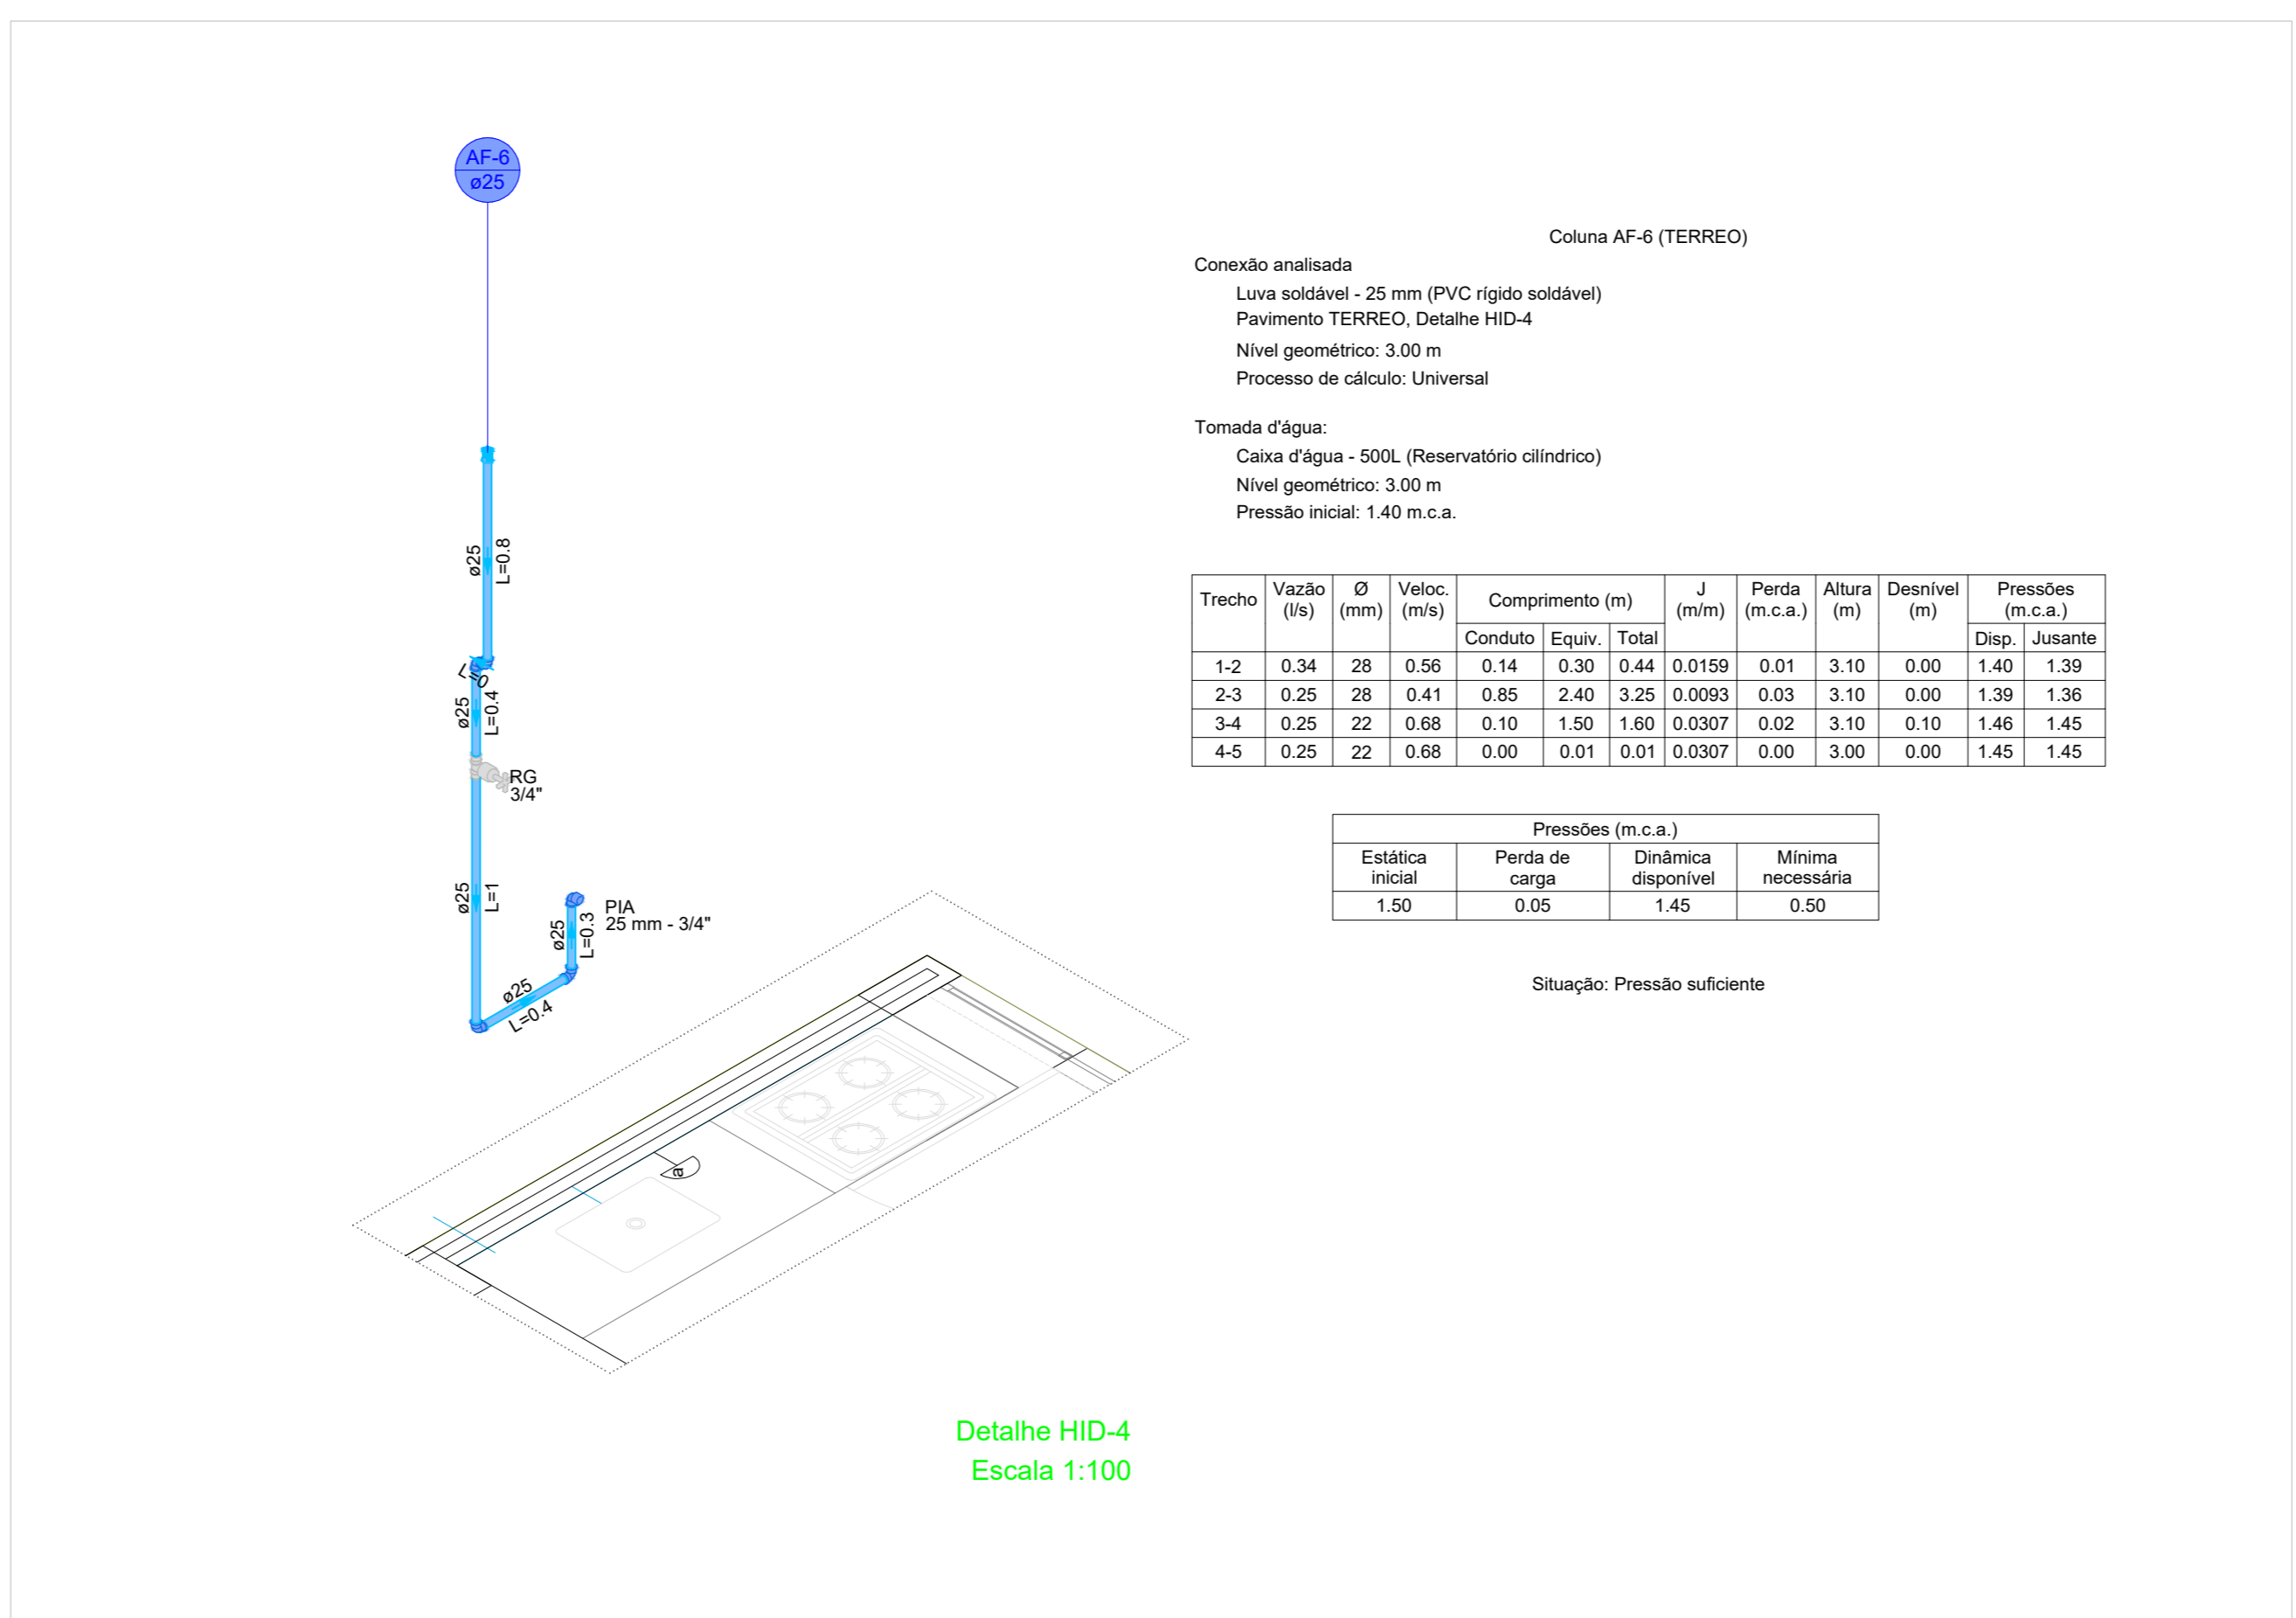 AF-6
ø25
ø25
L=0.8
L=0
ø25
L=0.4
RG
3/4"
ø25
L=1
PIA
25 mm - 3/4"
ø25
L=0.3
ø25
L=0.4
a
Detalhe HID-4
Escala 1:100
Coluna AF-6 (TERREO)
Conexão analisada
Luva soldável - 25 mm (PVC rígido soldável)
Pavimento TERREO, Detalhe HID-4
Nível geométrico: 3.00 m
Processo de cálculo: Universal
Tomada d'água:
Caixa d'água - 500L (Reservatório cilíndrico)
Nível geométrico: 3.00 m
Pressão inicial: 1.40 m.c.a.
Trecho Vazão Ø Veloc. Comprimento (m) J Perda Altura Desnível Pressões
(l/s) (mm) (m/s) (m/m) (m.c.a.) (m) (m) (m.c.a.)
Conduto Equiv. Total Disp. Jusante
1-2 0.34 28 0.56 0.14 0.30 0.44 0.0159 0.01 3.10 0.00 1.40 1.39
2-3 0.25 28 0.41 0.85 2.40 3.25 0.0093 0.03 3.10 0.00 1.39 1.36
3-4 0.25 22 0.68 0.10 1.50 1.60 0.0307 0.02 3.10 0.10 1.46 1.45
4-5 0.25 22 0.68 0.00 0.01 0.01 0.0307 0.00 3.00 0.00 1.45 1.45
Pressões (m.c.a.)
Estática Perda de Dinâmica Mínima
inicial carga disponível necessária
1.50 0.05 1.45 0.50
Situação: Pressão suficiente